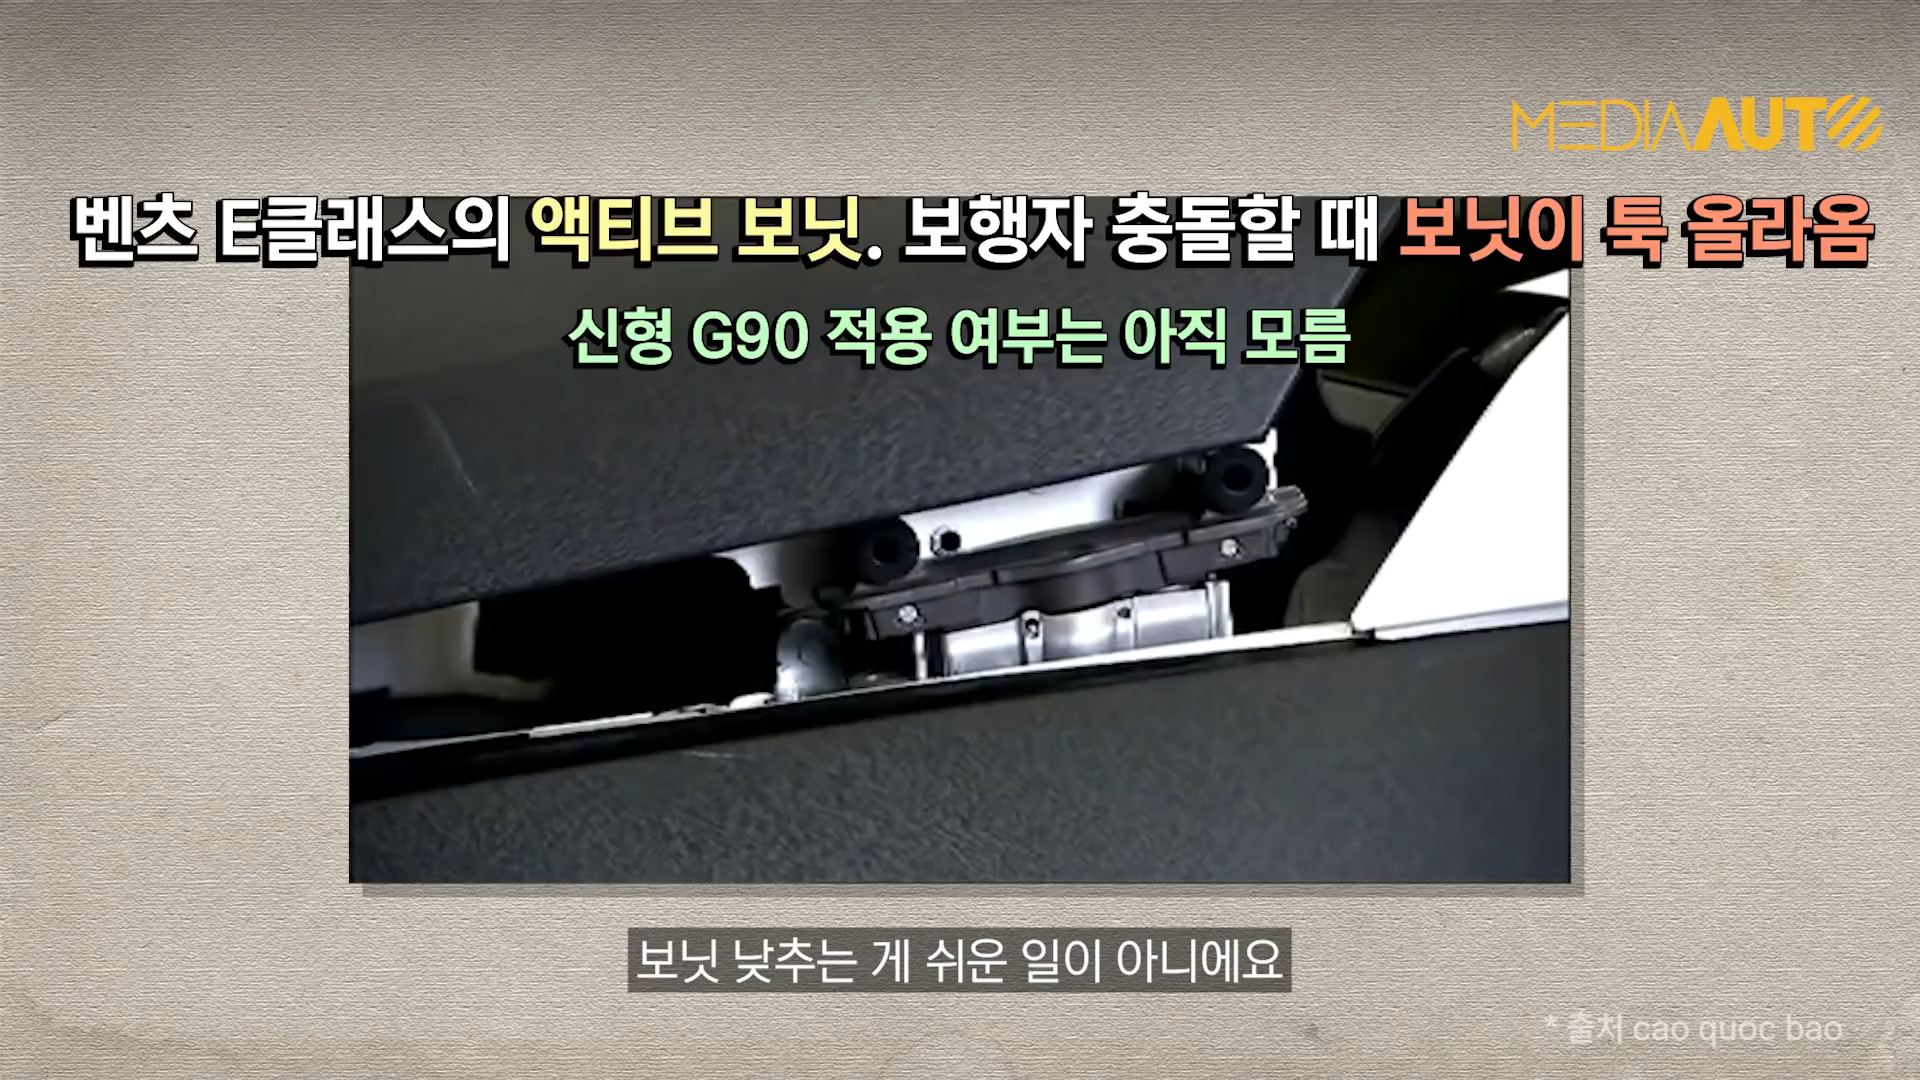 MEDIAAUTO
벤츠 E클래스의 액티브 보닛. 보행자 충돌할 때 보닛이 툭 올라옴
신형 G90 적용 여부는 아직 모름
보닛 낮추는 게 쉬운 일이 아니에요
* 출처 cao quoc bao